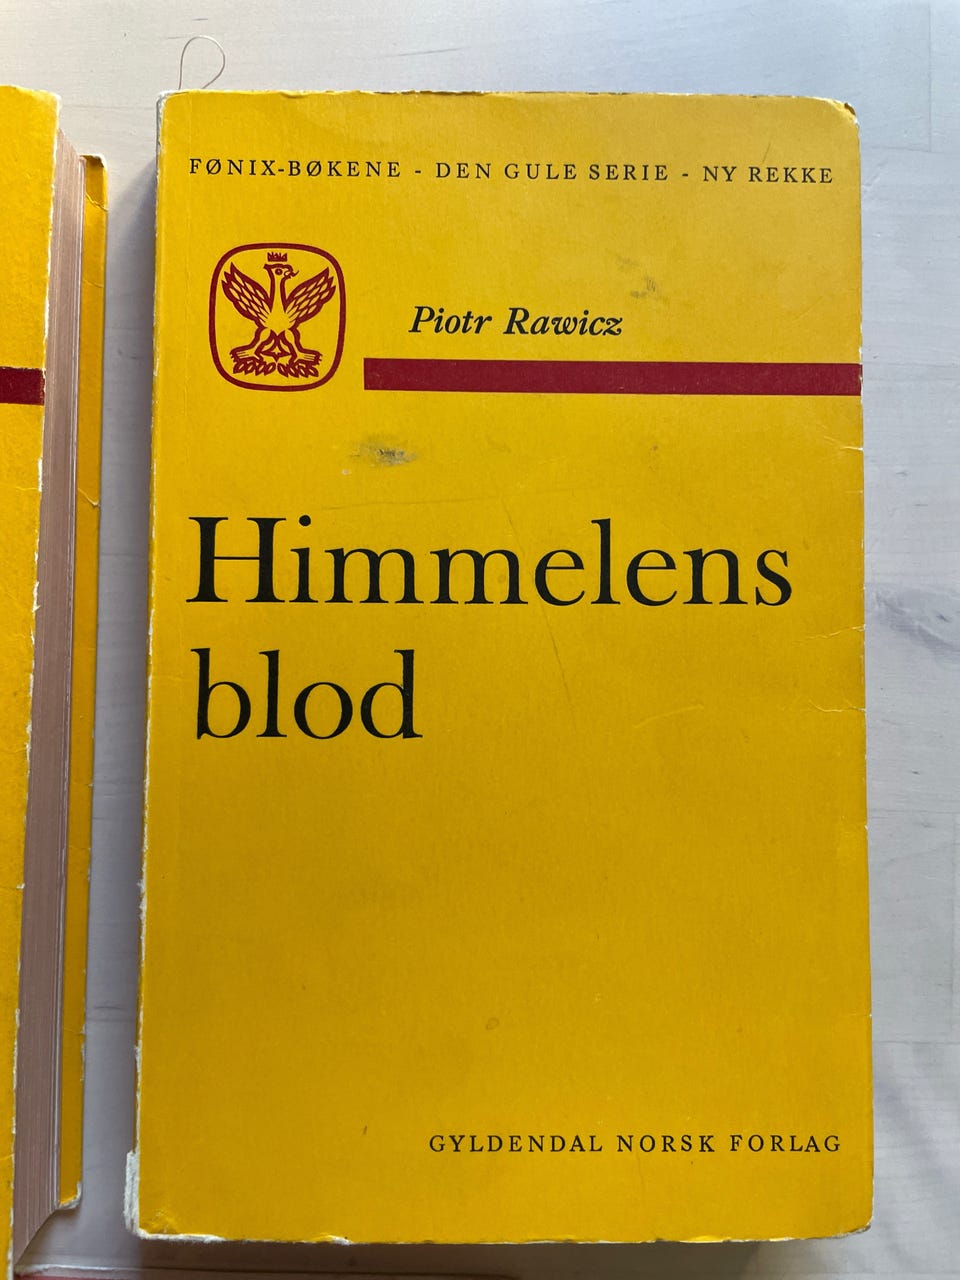 FØNIX-BØKENE - DEN GULE SERIE - NY REKKE
Piotr Rawicz
Himmelens
blod
GYLDENDAL NORSK FORLAG